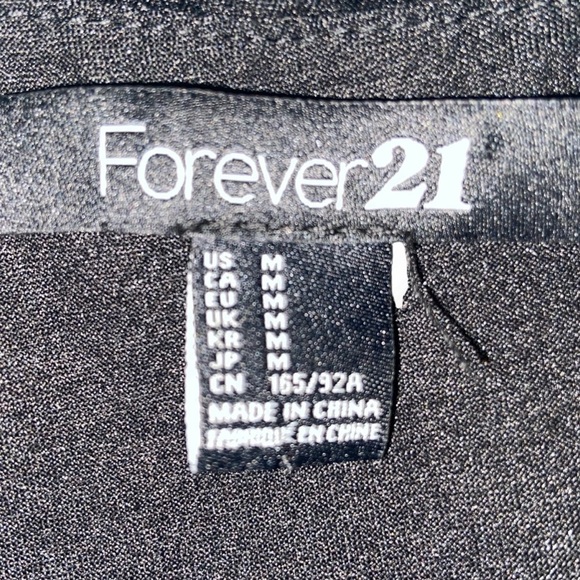 Forever21
US M
CA M
EU M
UK M
KR M
JP M
CN 165/92A
MADE IN CHINA
FABRIQUÉ EN CHINE